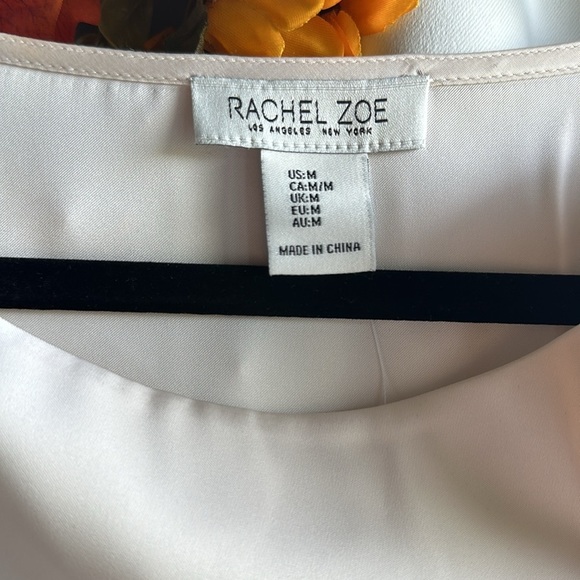 RACHEL ZOE
LOS ANGELES NEW YORK
US:M
CA:M/M
UK:M
EU:M
AU:M
MADE IN CHINA